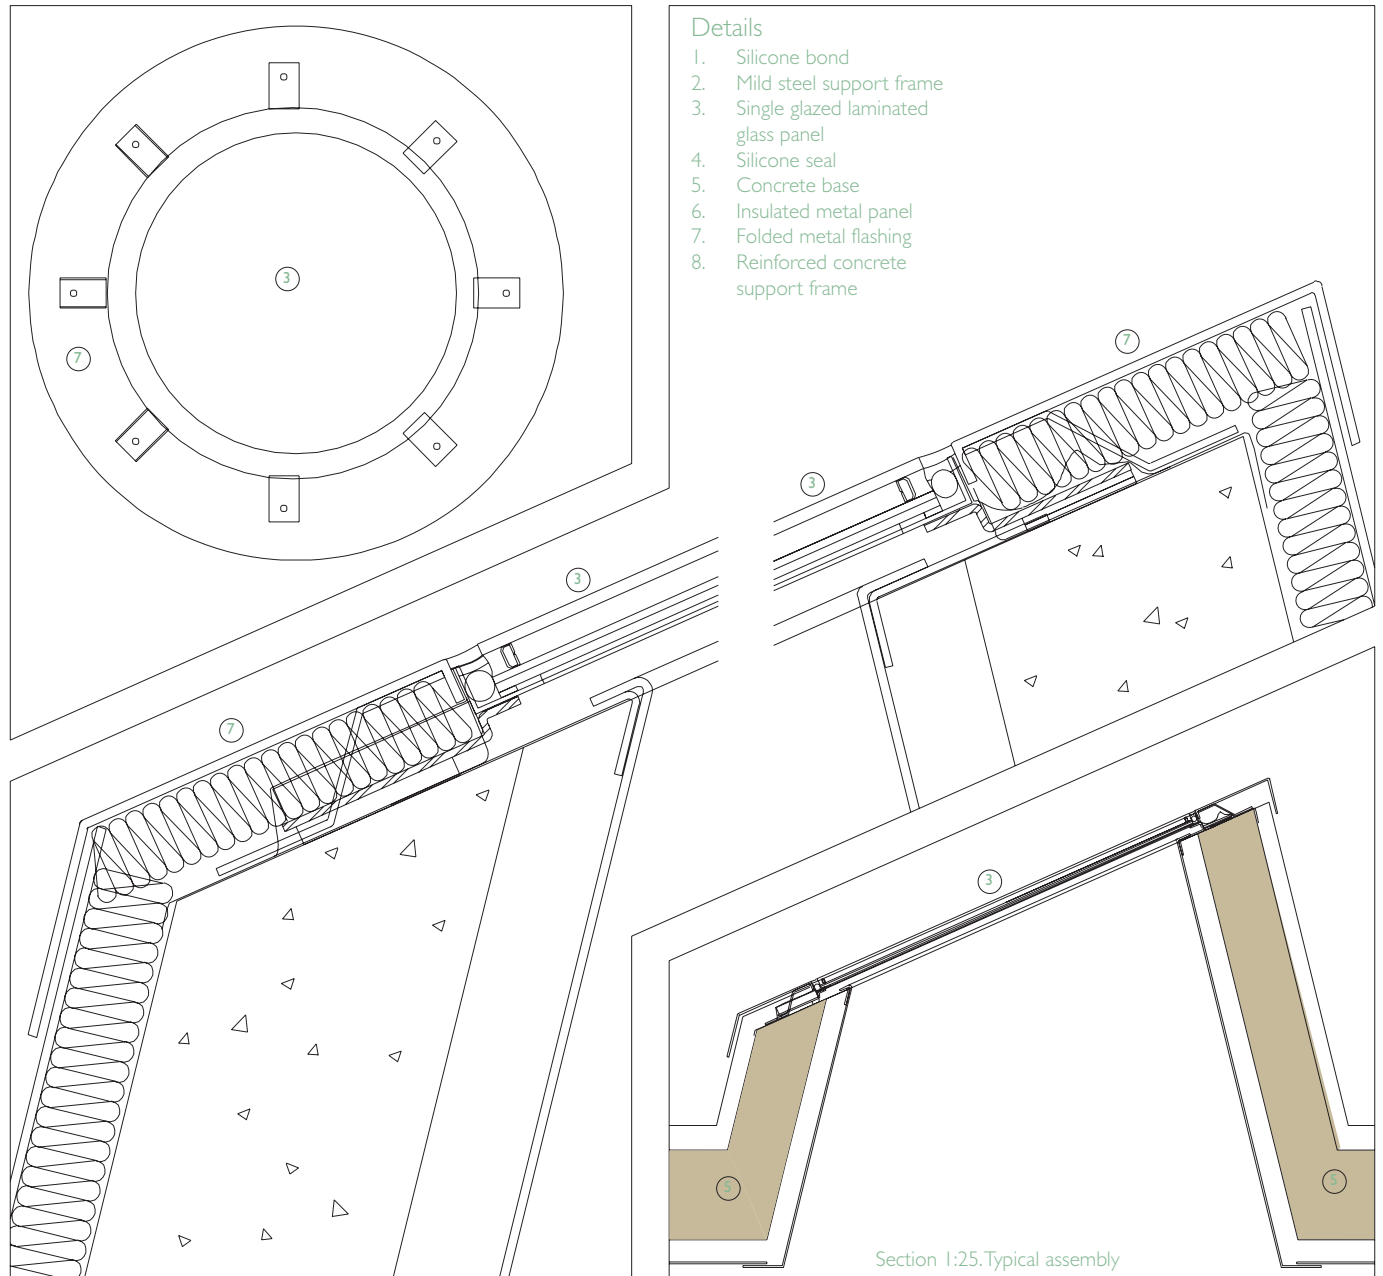 Details
1. Silicone bond
2. Mild steel support frame
3. Single glazed laminated
glass panel
4. Silicone seal
5. Concrete base
6. Insulated metal panel
7. Folded metal flashing
8. Reinforced concrete
support frame
3
7
7
3
3
7
3
5
5
Section 1:25. Typical assembly